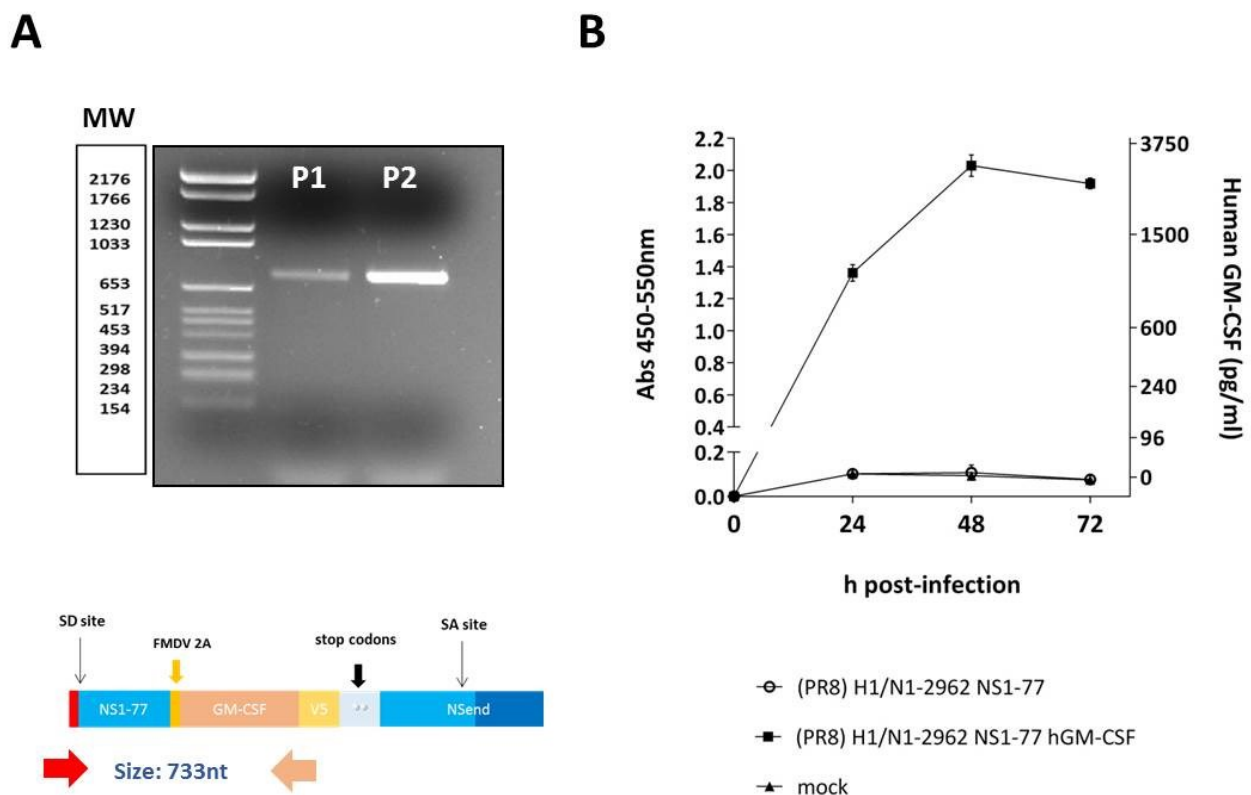 A
B
MW
2176
1766
1230
1033
653
517
453
394
298
234
154
P1 P2
SD site
FMDV 2A
stop codons
SA site
NS1-77
GM-CSF
V5
NSend
Size: 733nt
Abs 450-550nm
2.2
2.0
1.8
1.6
1.4
1.2
1.0
0.8
0.6
0.4
0.2
0.0
3750
1500
600
240
96
0
Human GM-CSF (pg/ml)
0 24 48 72
h post-infection
(PR8) H1/N1-2962 NS1-77
(PR8) H1/N1-2962 NS1-77 hGM-CSF
mock